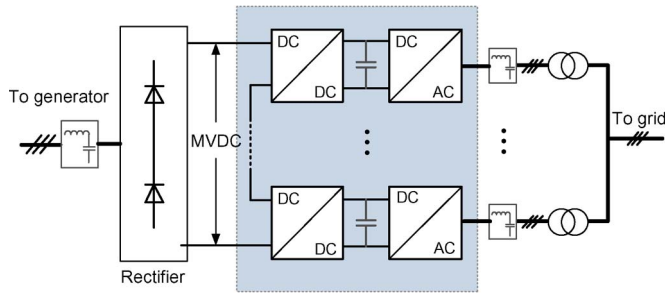 To generator
Rectifier
MVDC
DC
DC
DC
AC
DC
DC
DC
AC
To grid